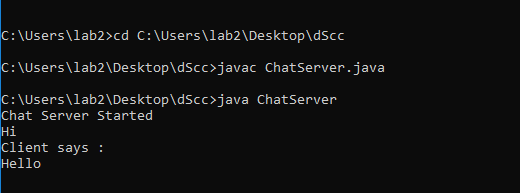 C:\Users\lab2>cd C:\Users\lab2\Desktop\dScc
C:\Users\lab2\Desktop\dScc>javac ChatServer.java
C:\Users\lab2\Desktop\dScc>java ChatServer
Chat Server Started
Hi
Client says :
Hello